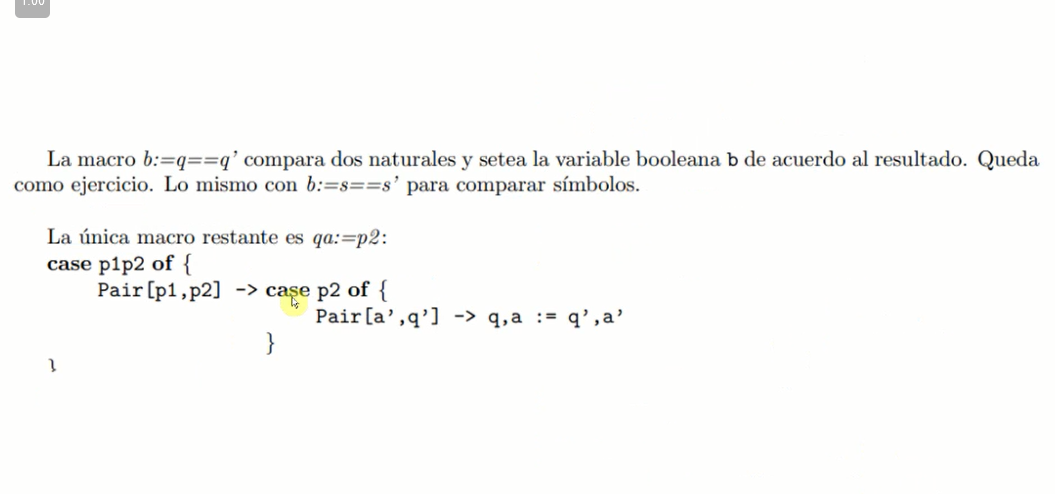 1:00
La macro b:=q==q’ compara dos naturales y setea la variable booleana b de acuerdo al resultado. Queda
como ejercicio. Lo mismo con b:=s==s’ para comparar símbolos.
La única macro restante es qa:=p2:
case p1p2 of {
Pair[p1,p2] -> case p2 of {
Pair[a’,q’] -> q,a := q’,a’
}
}